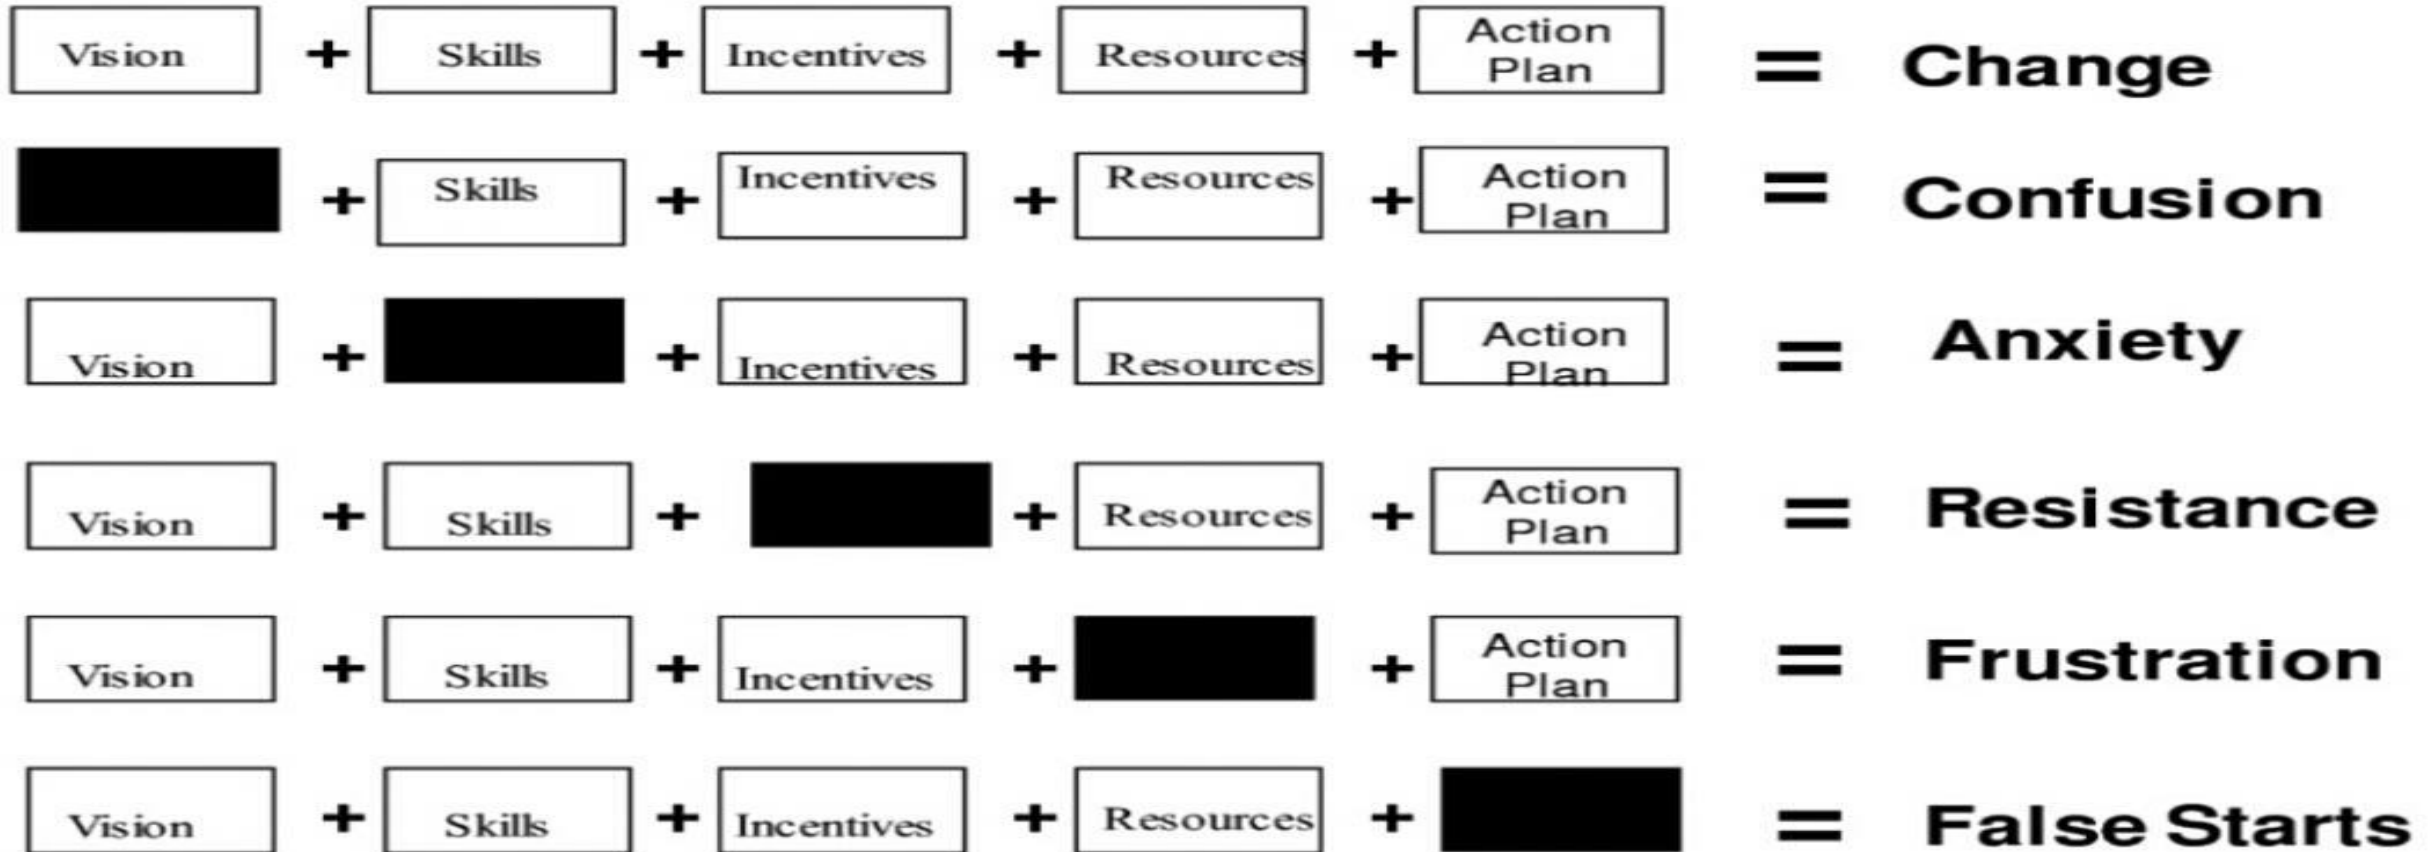 Vision + Skills + Incentives + Resources + Action Plan = Change
+ Skills + Incentives + Resources + Action Plan = Confusion
Vision + + Incentives + Resources + Action Plan = Anxiety
Vision + Skills + + Resources + Action Plan = Resistance
Vision + Skills + Incentives + + Action Plan = Frustration
Vision + Skills + Incentives + Resources + = False Starts